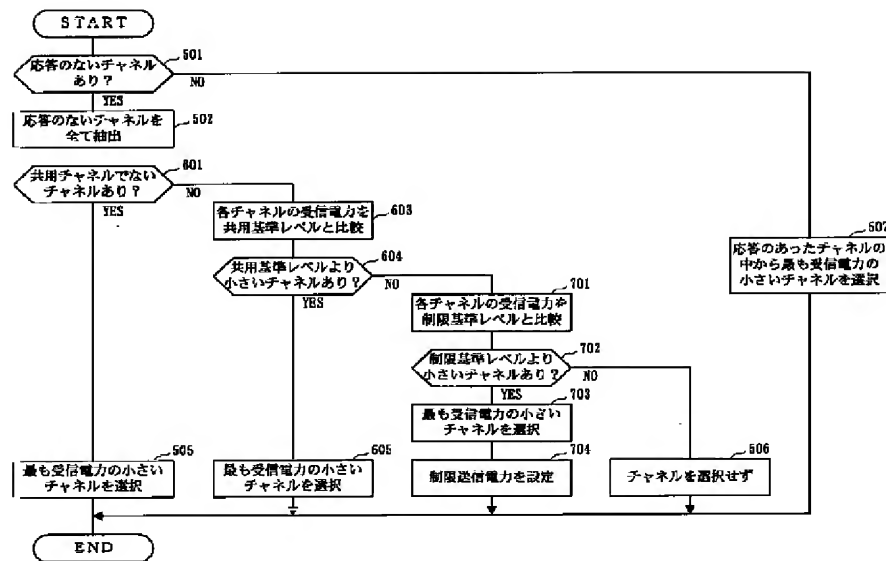 START
501
応答のないチャネル
あり？
NO
YES
502
応答のないチャネルを
全て抽出
601
共用チャネルでない
チャネルあり？
NO
YES
603
各チャネルの受信電力を
共用基準レベルと比較
604
共用基準レベルより
小さいチャネルあり？
NO
YES
701
各チャネルの受信電力を
制限基準レベルと比較
702
制限基準レベルより
小さいチャネルあり？
NO
YES
703
最も受信電力の小さい
チャネルを選択
507
応答のあったチャネルの
中から最も受信電力の
小さいチャネルを選択
505
最も受信電力の小さい
チャネルを選択
605
最も受信電力の小さい
チャネルを選択
704
制限送信電力を設定
506
チャネルを選択せず
END